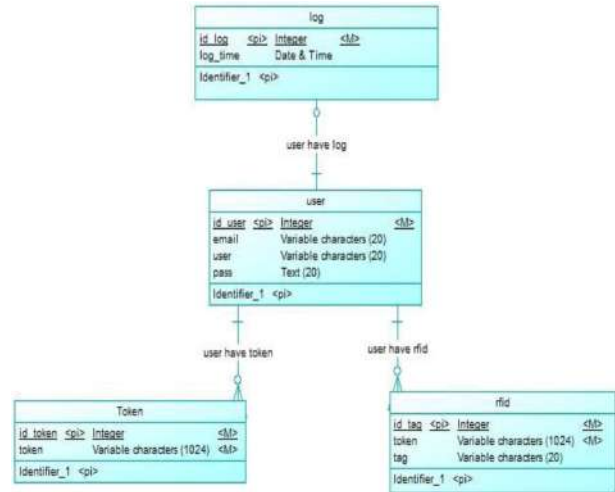 log
id_log <pi> Integer <M>
log_time Date & Time
Identifier_1 <pi>
user have log
user
id_user <pi> Integer <M>
email Variable characters (20)
user Variable characters (20)
pass Text (20)
Identifier_1 <pi>
user have token
user have rfid
Token
id_token <pi> Integer <M>
token Variable characters (1024) <M>
Identifier_1 <pi>
rfid
id_tag <pi> Integer <M>
token Variable characters (1024) <M>
tag Variable characters (20)
Identifier_1 <pi>